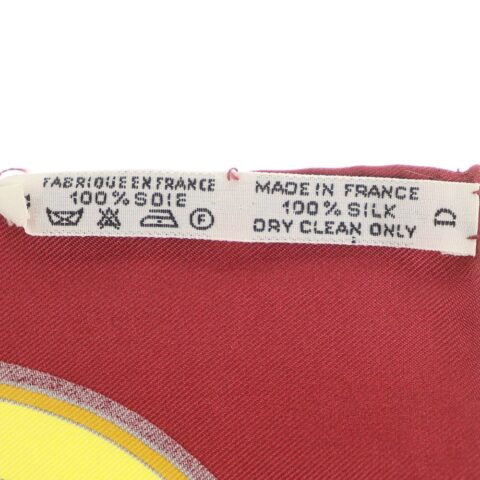 FABRIQUE EN FRANCE
100% SOIE
F
MADE IN FRANCE
100% SILK
DRY CLEAN ONLY
D